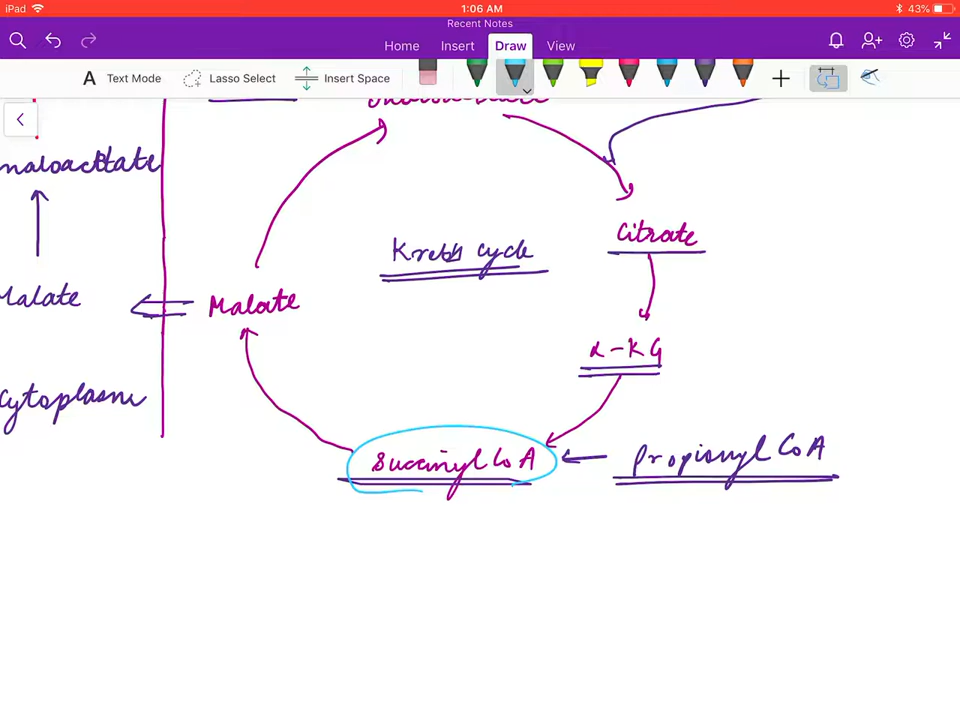 iPad 1:06 AM 43%
Recent Notes
Home Insert Draw View
Text Mode Lasso Select Insert Space
Citrate
Krebs cycle
Malate
Malate
α-KG
Cytoplasm
Succinyl CoA
Propionyl CoA